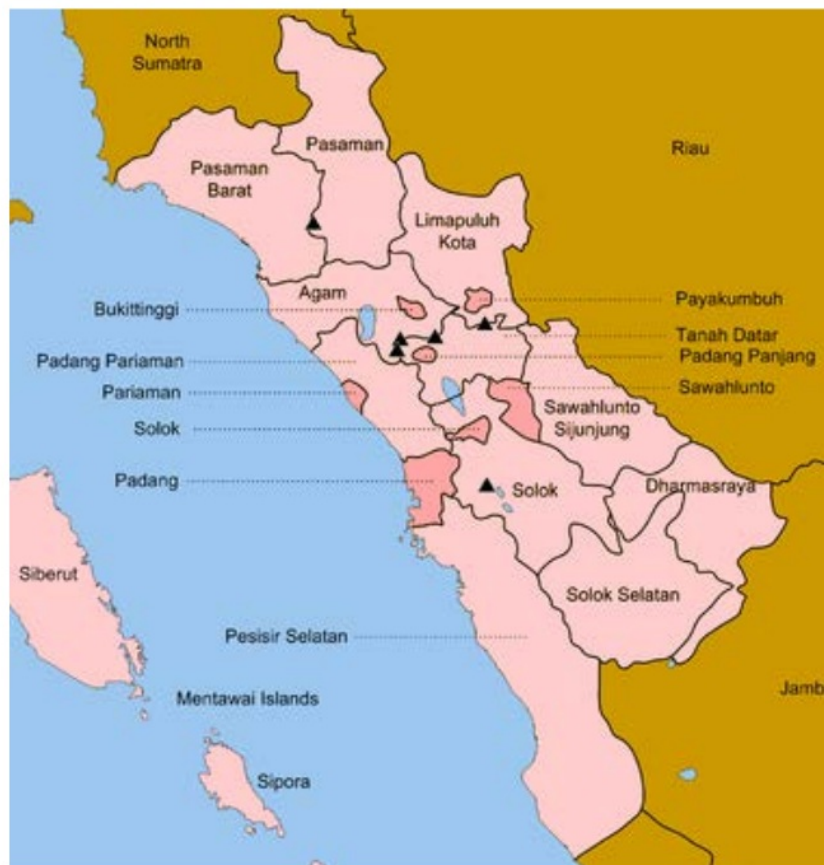 North
Sumatra
Pasaman
Riau
Pasaman
Barat
Limapuluh
Kota
Agam
Bukittinggi
Payakumbuh
Tanah Datar
Padang Pariaman
Padang Panjang
Pariaman
Sawahlunto
Solok
Sawahlunto
Sijunjung
Padang
Solok
Dharmasraya
Siberut
Solok Selatan
Pesisir Selatan
Jamb
Mentawai Islands
Sipora